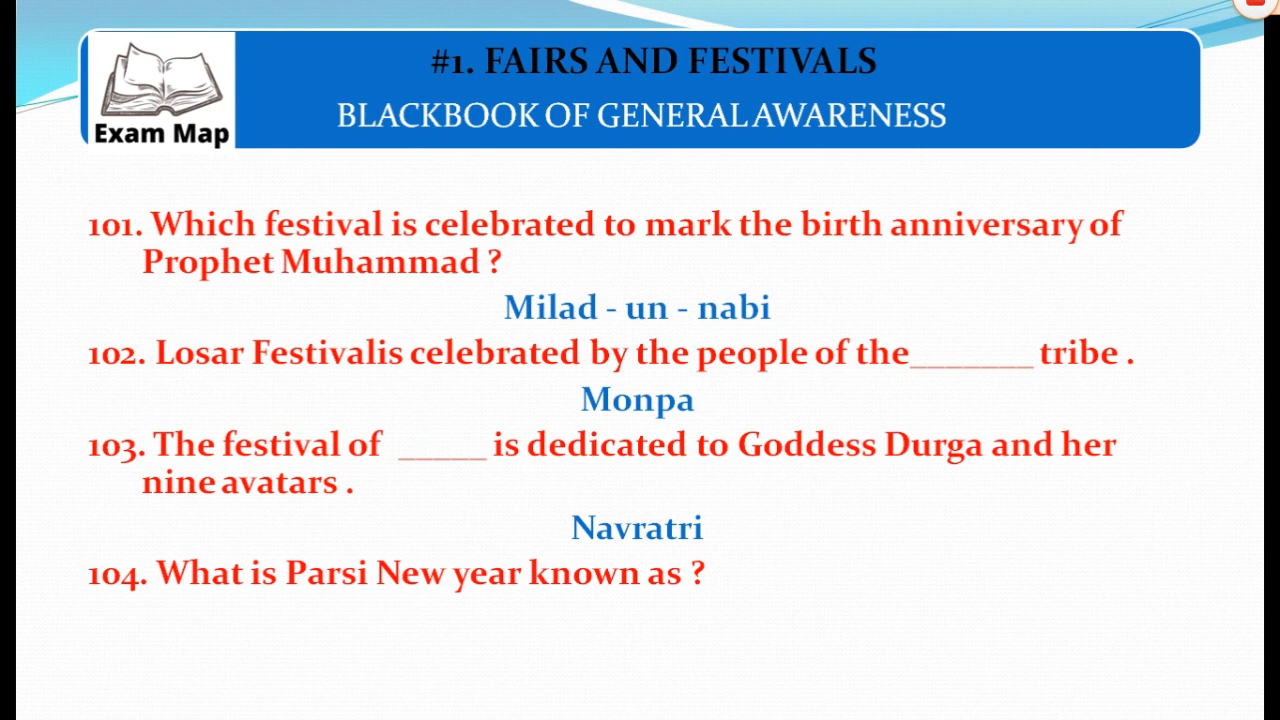 #1. FAIRS AND FESTIVALS
BLACKBOOK OF GENERAL AWARENESS
Exam Map
101. Which festival is celebrated to mark the birth anniversary of
Prophet Muhammad ?
Milad - un - nabi
102. Losar Festivalis celebrated by the people of the_______ tribe .
Monpa
103. The festival of _____ is dedicated to Goddess Durga and her
nine avatars .
Navratri
104. What is Parsi New year known as ?